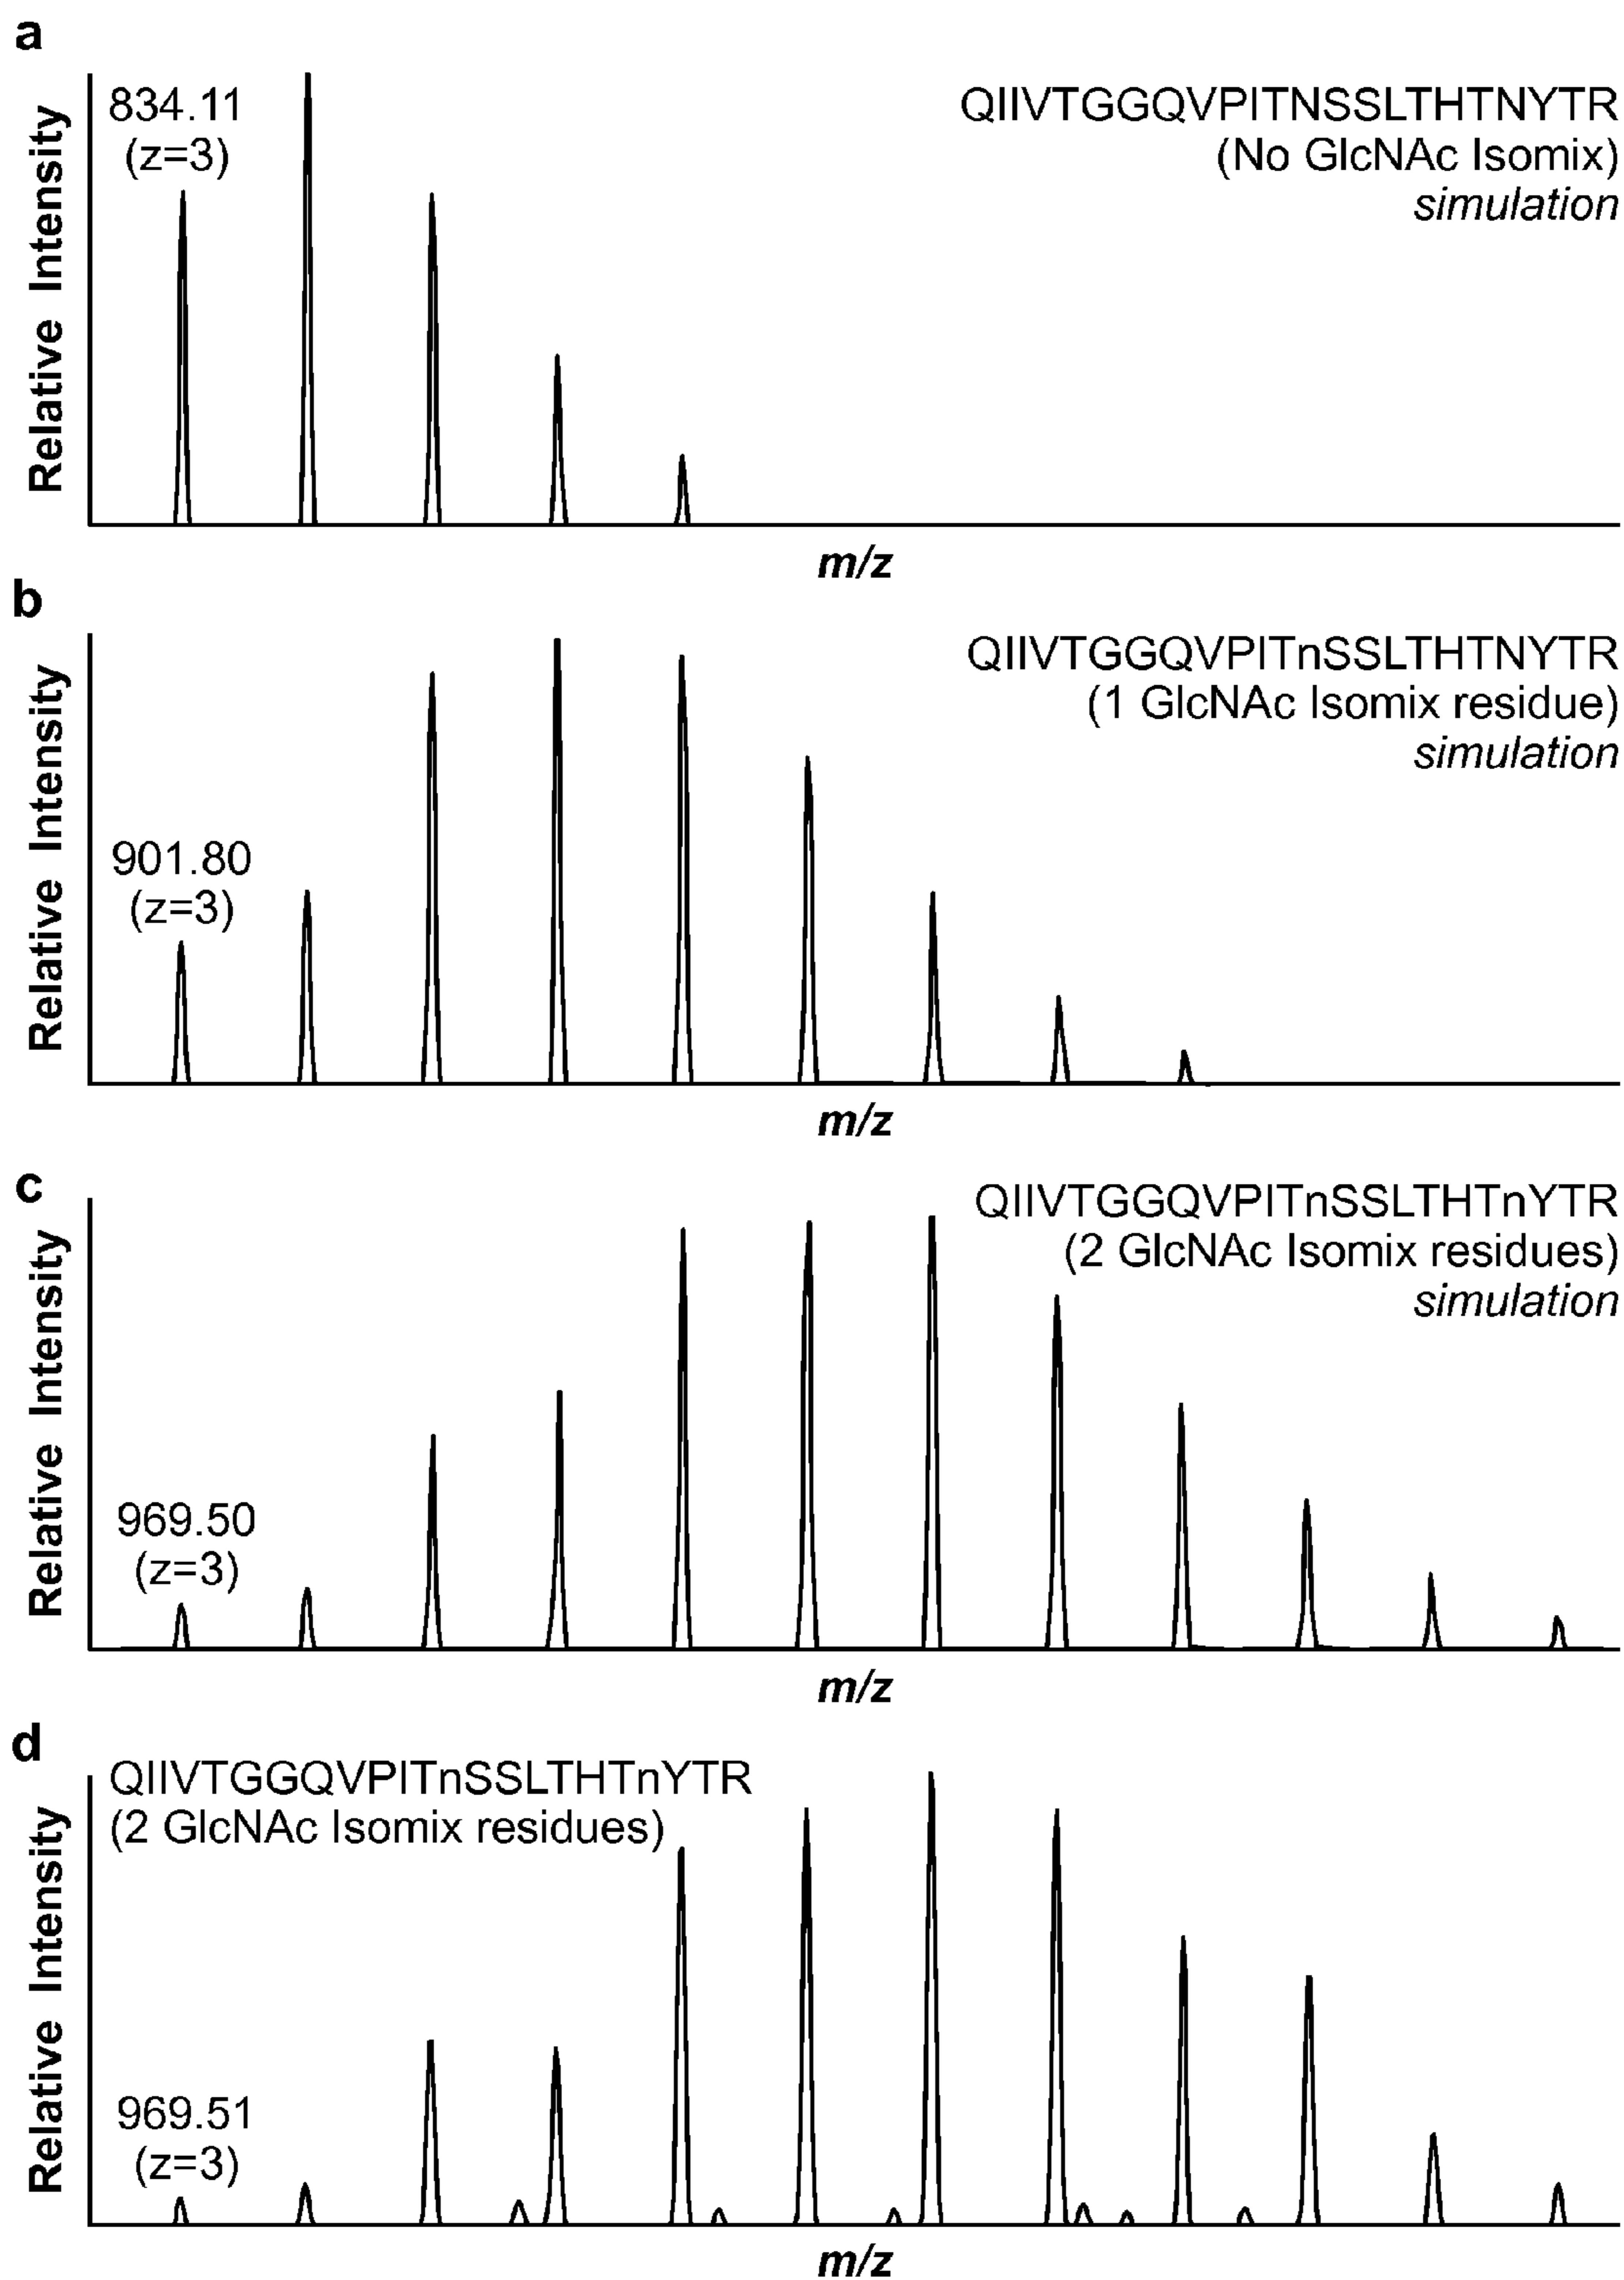 a
Relative Intensity
834.11
(z=3)
QIIVTGGQVPITNSSLTHTNYTR
(No GlcNAc Isomix)
simulation
m/z
b
Relative Intensity
901.80
(z=3)
QIIVTGGQVPITnSSLTHTNYTR
(1 GlcNAc Isomix residue)
simulation
m/z
c
Relative Intensity
969.50
(z=3)
QIIVTGGQVPITnSSLTHTnYTR
(2 GlcNAc Isomix residues)
simulation
m/z
d
Relative Intensity
QIIVTGGQVPITnSSLTHTnYTR
(2 GlcNAc Isomix residues)
969.51
(z=3)
m/z